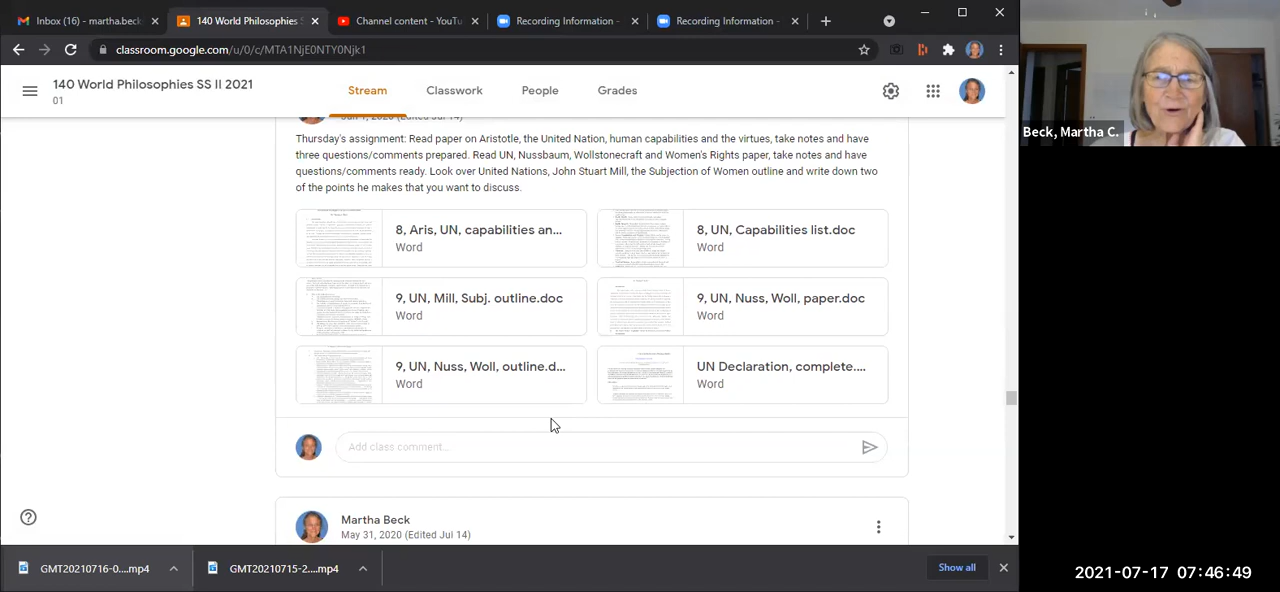 Inbox (16) - martha.beck
140 World Philosophies S
Channel content - YouTu
Recording Information -
Recording Information -
classroom.google.com/u/0/c/MTA1NjE0NTY0Njk1
140 World Philosophies SS II 2021
01
Stream
Classwork
People
Grades
Jun 1, 2020 (Edited Jul 14)
Thursday's assignment: Read paper on Aristotle, the United Nation, human capabilities and the virtues, take notes and have
three questions/comments prepared. Read UN, Nussbaum, Wollstonecraft and Women's Rights paper, take notes and have
questions/comments ready. Look over United Nations, John Stuart Mill, the Subjection of Women outline and write down two
of the points he makes that you want to discuss.
8, Aris, UN, capabilities an...
Word
8, UN, Capabilities list.doc
Word
9, UN, Mill, Subj, outline.doc
Word
9, UN, Nuss, Woll, paper.doc
Word
9, UN, Nuss, Woll, outline.d...
Word
UN Declaration, complete....
Word
Add class comment...
Martha Beck
May 31, 2020 (Edited Jul 14)
GMT20210716-0....mp4
GMT20210715-2....mp4
Show all
Beck, Martha C.
2021-07-17 07:46:49